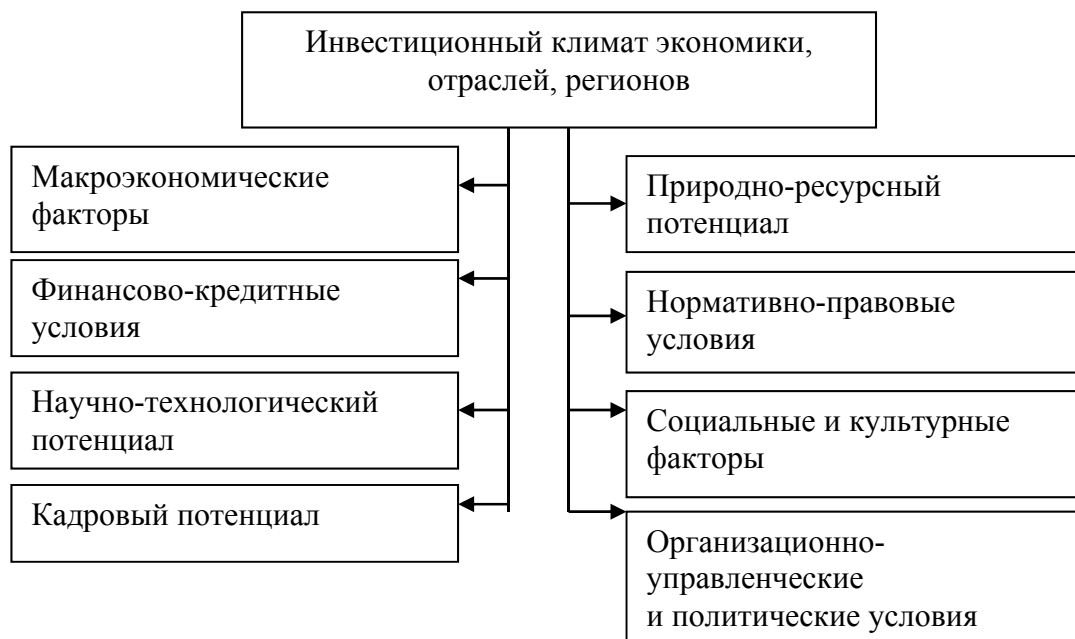 Инвестиционный климат экономики,
отраслей, регионов
Макроэкономические
факторы
Финансово-кредитные
условия
Научно-технологический
потенциал
Кадровый потенциал
Природно-ресурсный
потенциал
Нормативно-правовые
условия
Социальные и культурные
факторы
Организационно-
управленческие
и политические условия